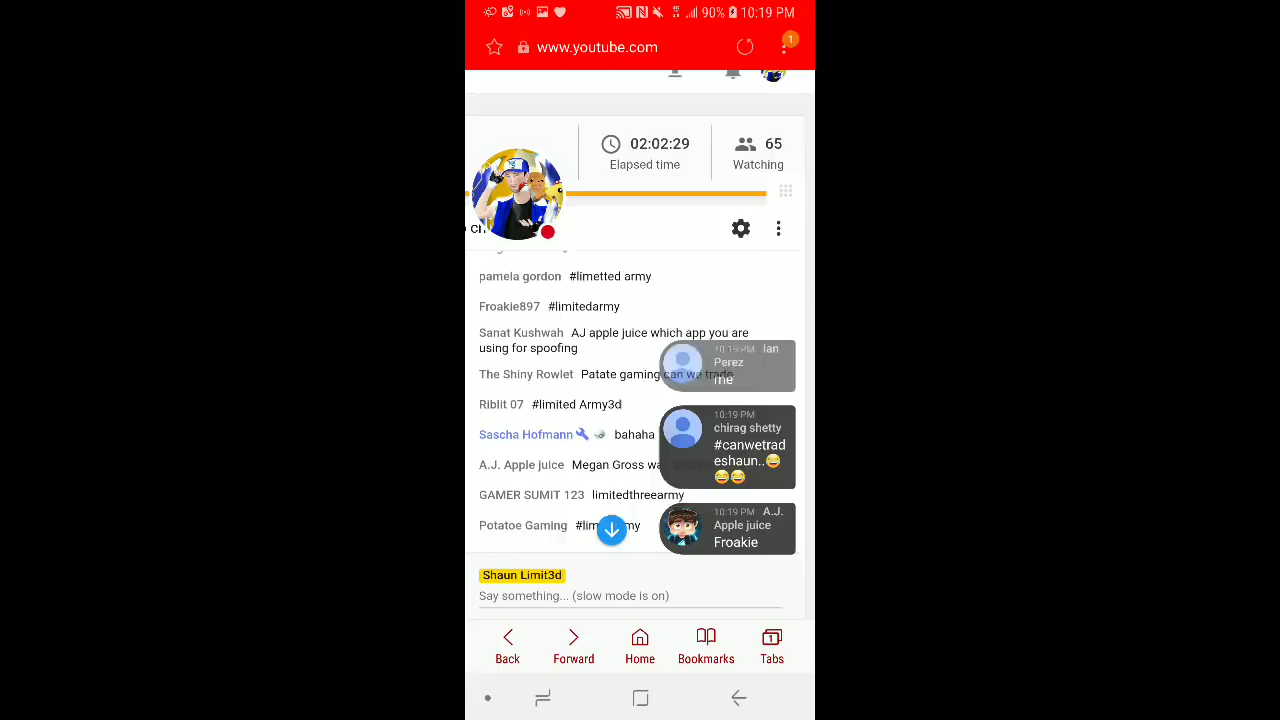 90% 10:19 PM
www.youtube.com
1
02:02:29
Elapsed time
65
Watching
pamela gordon #limetted army
Froakie897 #limitedarmy
Sanat Kushwah AJ apple juice which app you are
using for spoofing
The Shiny Rowlet Patate gaming can we trade
Riblit 07 #limited Army3d
Sascha Hofmann bahaha
A.J. Apple juice Megan Gross
GAMER SUMIT 123 limitedthreearmy
Potatoe Gaming
10:19 PM Ian
Perez
me
10:19 PM
chirag shetty
#canwetrad
eshaun..😅
😅😅
10:19 PM A.J.
Apple juice
Froakie
Shaun Limit3d
Say something... (slow mode is on)
Back Forward Home Bookmarks Tabs
1